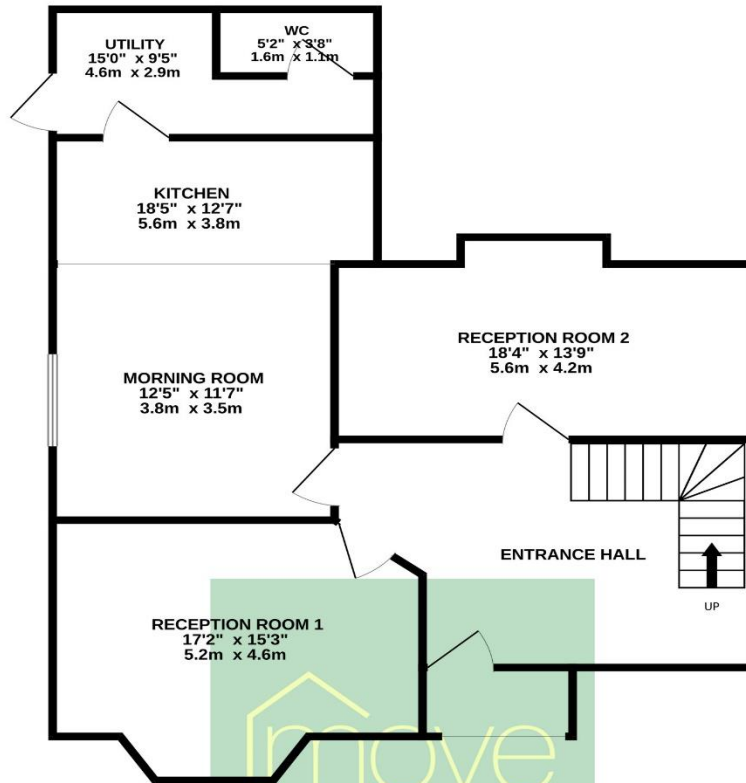 UTILITY
15'0" x 9'5"
4.6m x 2.9m
WC
5'2" x 3'8"
1.6m x 1.1m
KITCHEN
18'5" x 12'7"
5.6m x 3.8m
RECEPTION ROOM 2
18'4" x 13'9"
5.6m x 4.2m
MORNING ROOM
12'5" x 11'7"
3.8m x 3.5m
ENTRANCE HALL
UP
RECEPTION ROOM 1
17'2" x 15'3"
5.2m x 4.6m
move